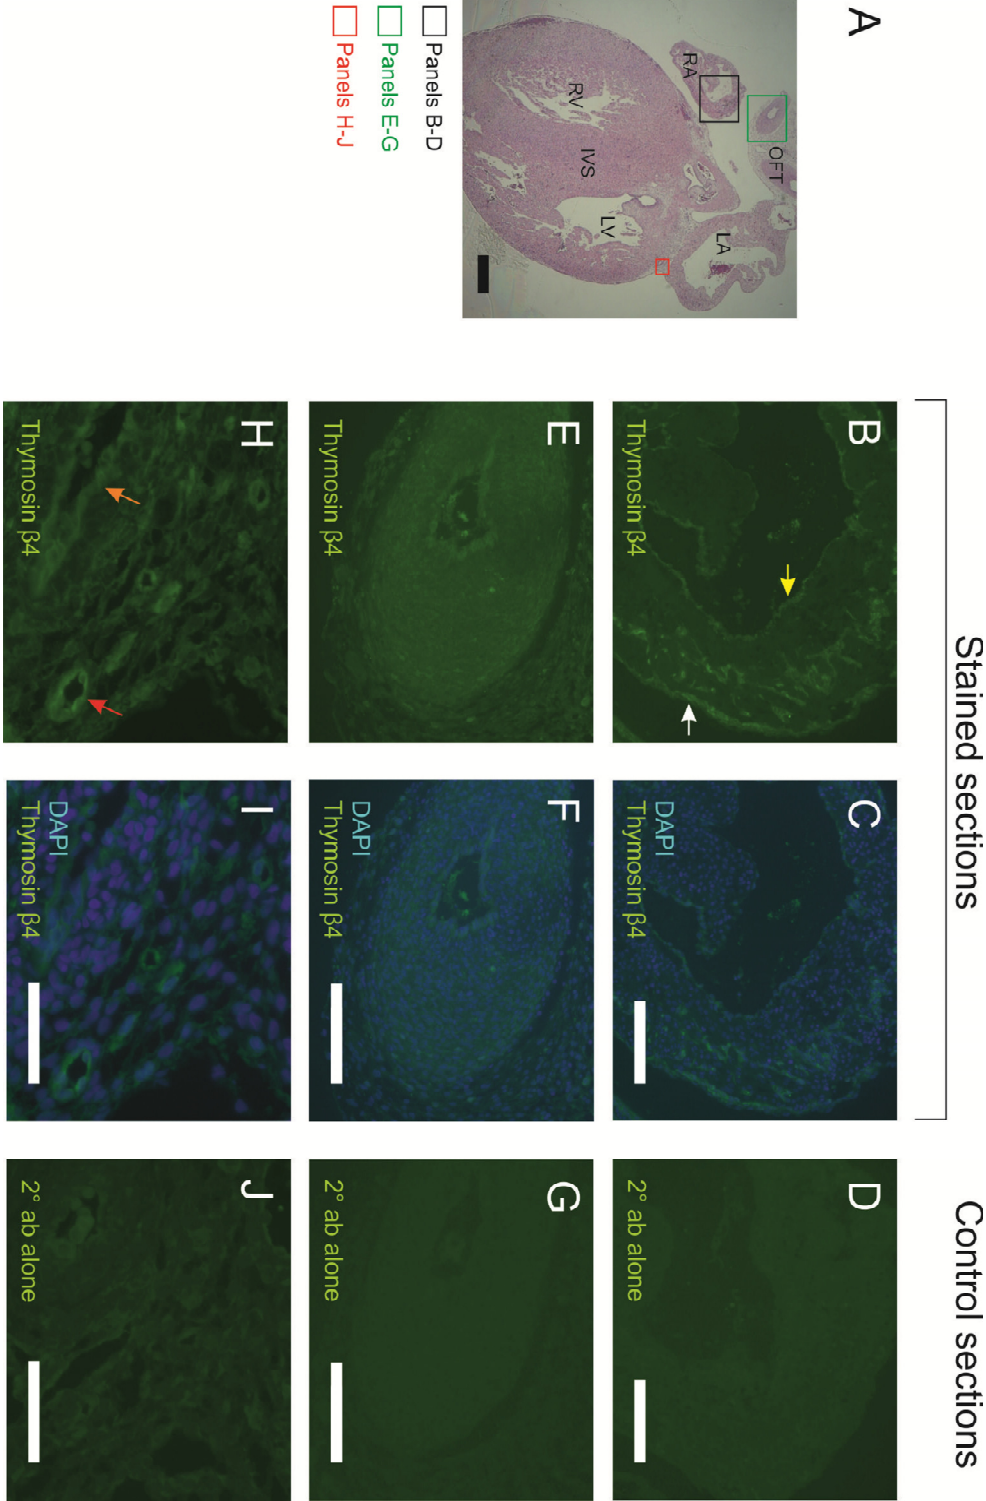 A
RA
RV
IVS
LV
LA
OFT
Panels B-D
Panels E-G
Panels H-J
Stained sections
Control sections
B
Thymosin β4
C
DAPI
Thymosin β4
D
2° ab alone
E
Thymosin β4
F
DAPI
Thymosin β4
G
2° ab alone
H
Thymosin β4
I
DAPI
Thymosin β4
J
2° ab alone